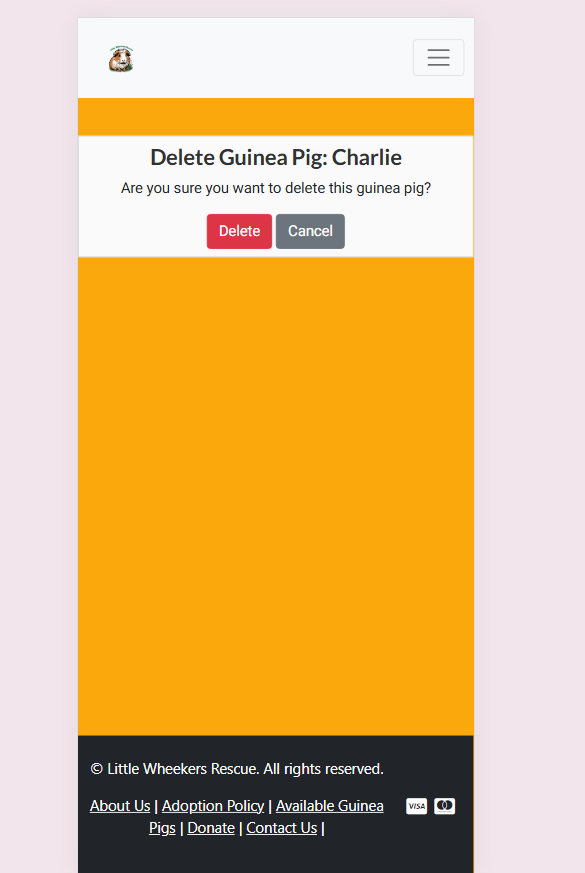 Delete Guinea Pig: Charlie
Are you sure you want to delete this guinea pig?
Delete Cancel
© Little Wheekers Rescue. All rights reserved.
About Us | Adoption Policy | Available Guinea
Pigs | Donate | Contact Us |
VISA